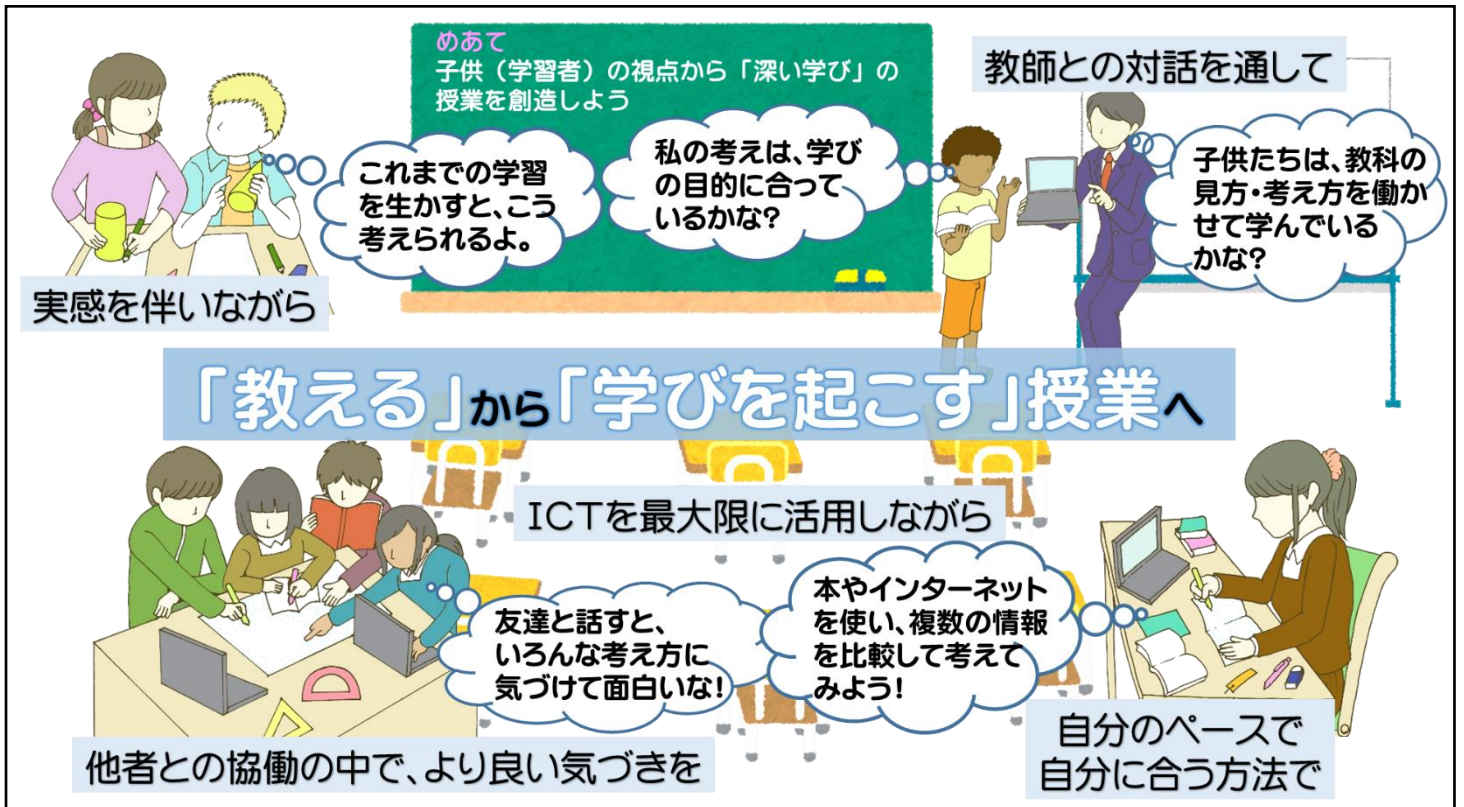 めあて
子供（学習者）の視点から「深い学び」の
授業を創造しよう
教師との対話を通して
これまでの学習
を生かすと、こう
考えられるよ。
私の考えは、学び
の目的に合って
いるかな?
子供たちは、教科の
見方・考え方を働か
せて学んでいる
かな?
実感を伴いながら
「教える」から「学びを起こす」授業へ
ICTを最大限に活用しながら
友達と話すと、
いろんな考え方に
気づけて面白いな!
本やインターネット
を使い、複数の情報
を比較して考えて
みよう!
他者との協働の中で、より良い気づきを
自分のペースで
自分に合う方法で